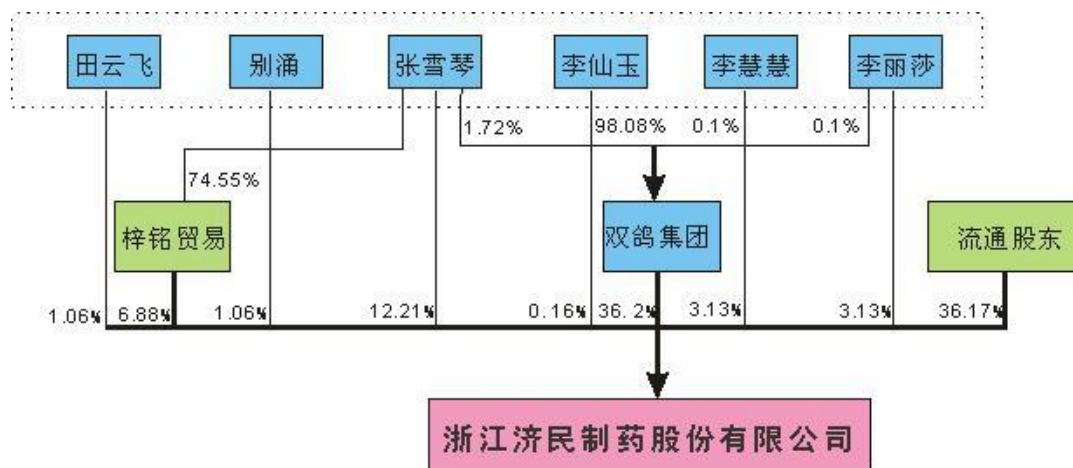 田云飞 别涌 张雪琴 李仙玉 李慧慧 李丽莎
1.72% 98.08% 0.1% 0.1%
74.55%
梓铭贸易 双鸽集团 流通股东
1.06% 6.88% 1.06% 12.21% 0.16% 36.2% 3.13% 3.13% 36.17%
浙江济民制药股份有限公司